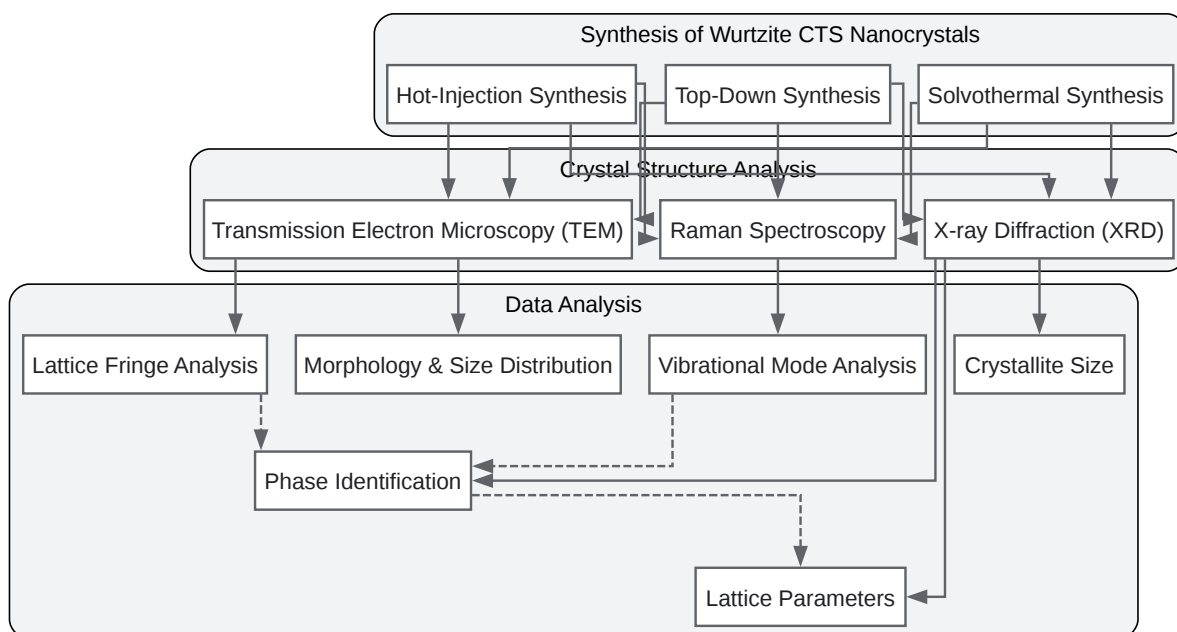 Synthesis of Wurtzite CTS Nanocrystals
Hot-Injection Synthesis
Top-Down Synthesis
Solvothermal Synthesis
Crystal Structure Analysis
Transmission Electron Microscopy (TEM)
Raman Spectroscopy
X-ray Diffraction (XRD)
Data Analysis
Lattice Fringe Analysis
Morphology & Size Distribution
Vibrational Mode Analysis
Crystallite Size
Phase Identification
Lattice Parameters